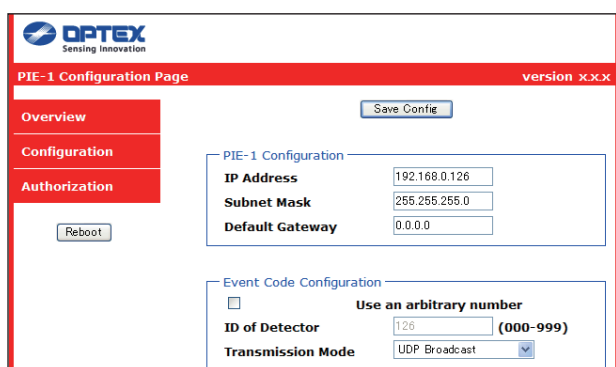 OPTEX
Sensing Innovation
PIE-1 Configuration Page version x.x.x
Overview
Configuration
Authorization
Reboot
Save Config
PIE-1 Configuration
IP Address 192.168.0.126
Subnet Mask 255.255.255.0
Default Gateway 0.0.0.0
Event Code Configuration
Use an arbitrary number
ID of Detector 126 (000-999)
Transmission Mode UDP Broadcast